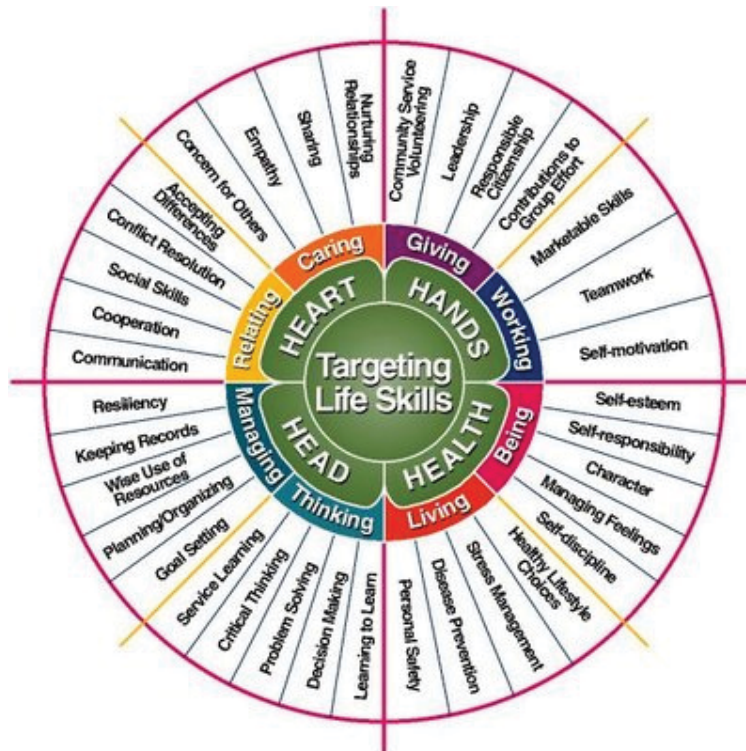 Targeting
Life Skills
HEART
HANDS
HEALTH
HEAD
Caring
Giving
Working
Being
Living
Thinking
Managing
Relating
Nurturing
Relationships
Sharing
Empathy
Concern for Others
Community Service
Volunteering
Leadership
Responsible
Citizenship
Contributions to
Group Effort
Marketable Skills
Teamwork
Self-motivation
Self-esteem
Self-responsibility
Character
Managing Feelings
Self-discipline
Healthy Lifestyle
Choices
Stress Management
Disease Prevention
Personal Safety
Learning to Learn
Decision Making
Problem Solving
Critical Thinking
Service Learning
Goal Setting
Planning/Organizing
Wise Use of
Resources
Keeping Records
Resiliency
Communication
Cooperation
Social Skills
Conflict Resolution
Accepting
Differences